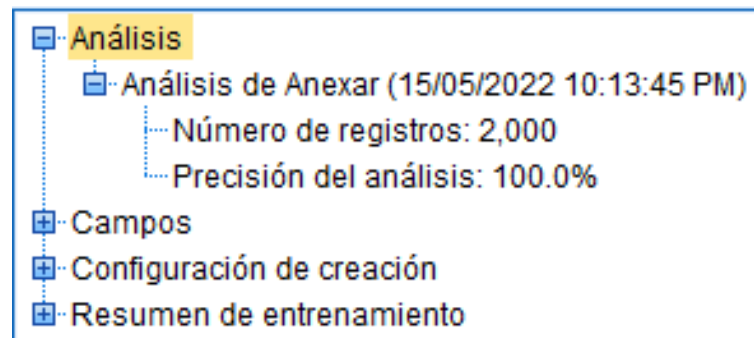 Análisis
Análisis de Anexar (15/05/2022 10:13:45 PM)
Número de registros: 2,000
Precisión del análisis: 100.0%
Campos
Configuración de creación
Resumen de entrenamiento